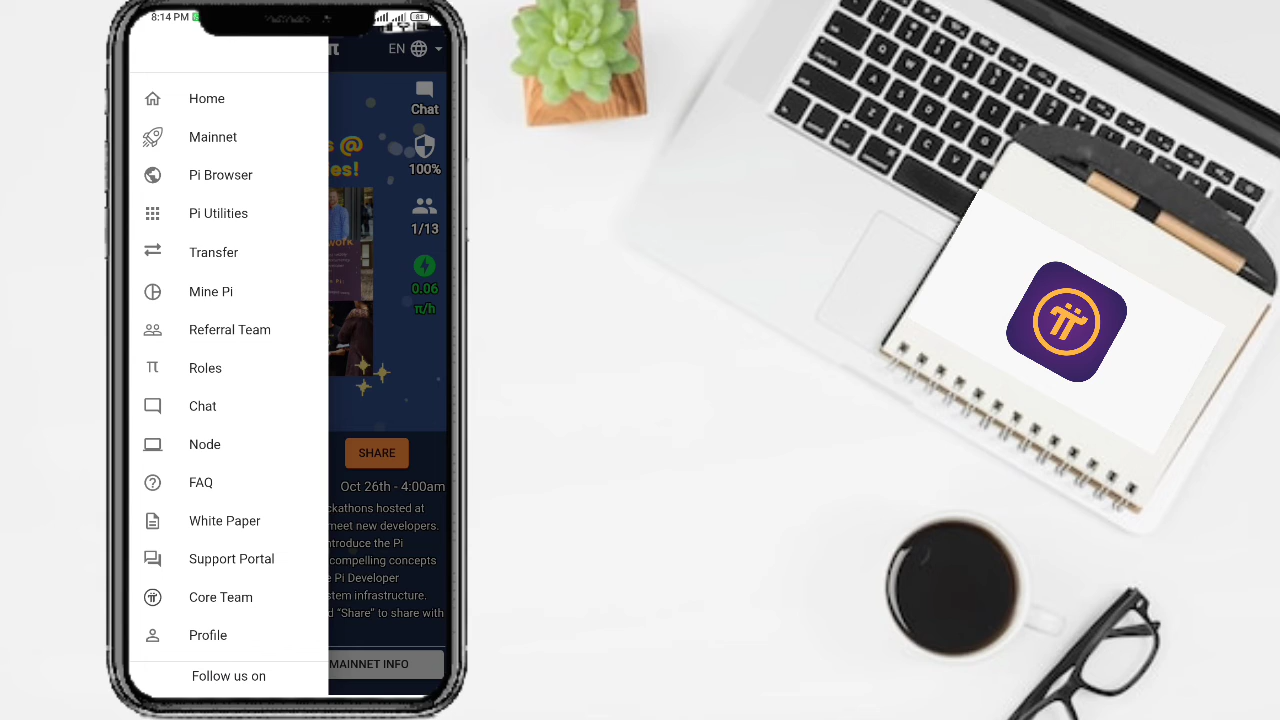 8:14 PM
81
π
EN
Home
Mainnet
Pi Browser
Pi Utilities
Transfer
Mine Pi
Referral Team
π Roles
Chat
Node
FAQ
White Paper
Support Portal
Core Team
Profile
Follow us on
Chat
100%
1/13
0.06
π/h
s @
es!
WORK
SHARE
Oct 26th - 4:00am
ckathons hosted at
meet new developers.
ntroduce the Pi
compelling concepts
e Pi Developer
stem infrastructure.
d “Share” to share with
MAINNET INFO